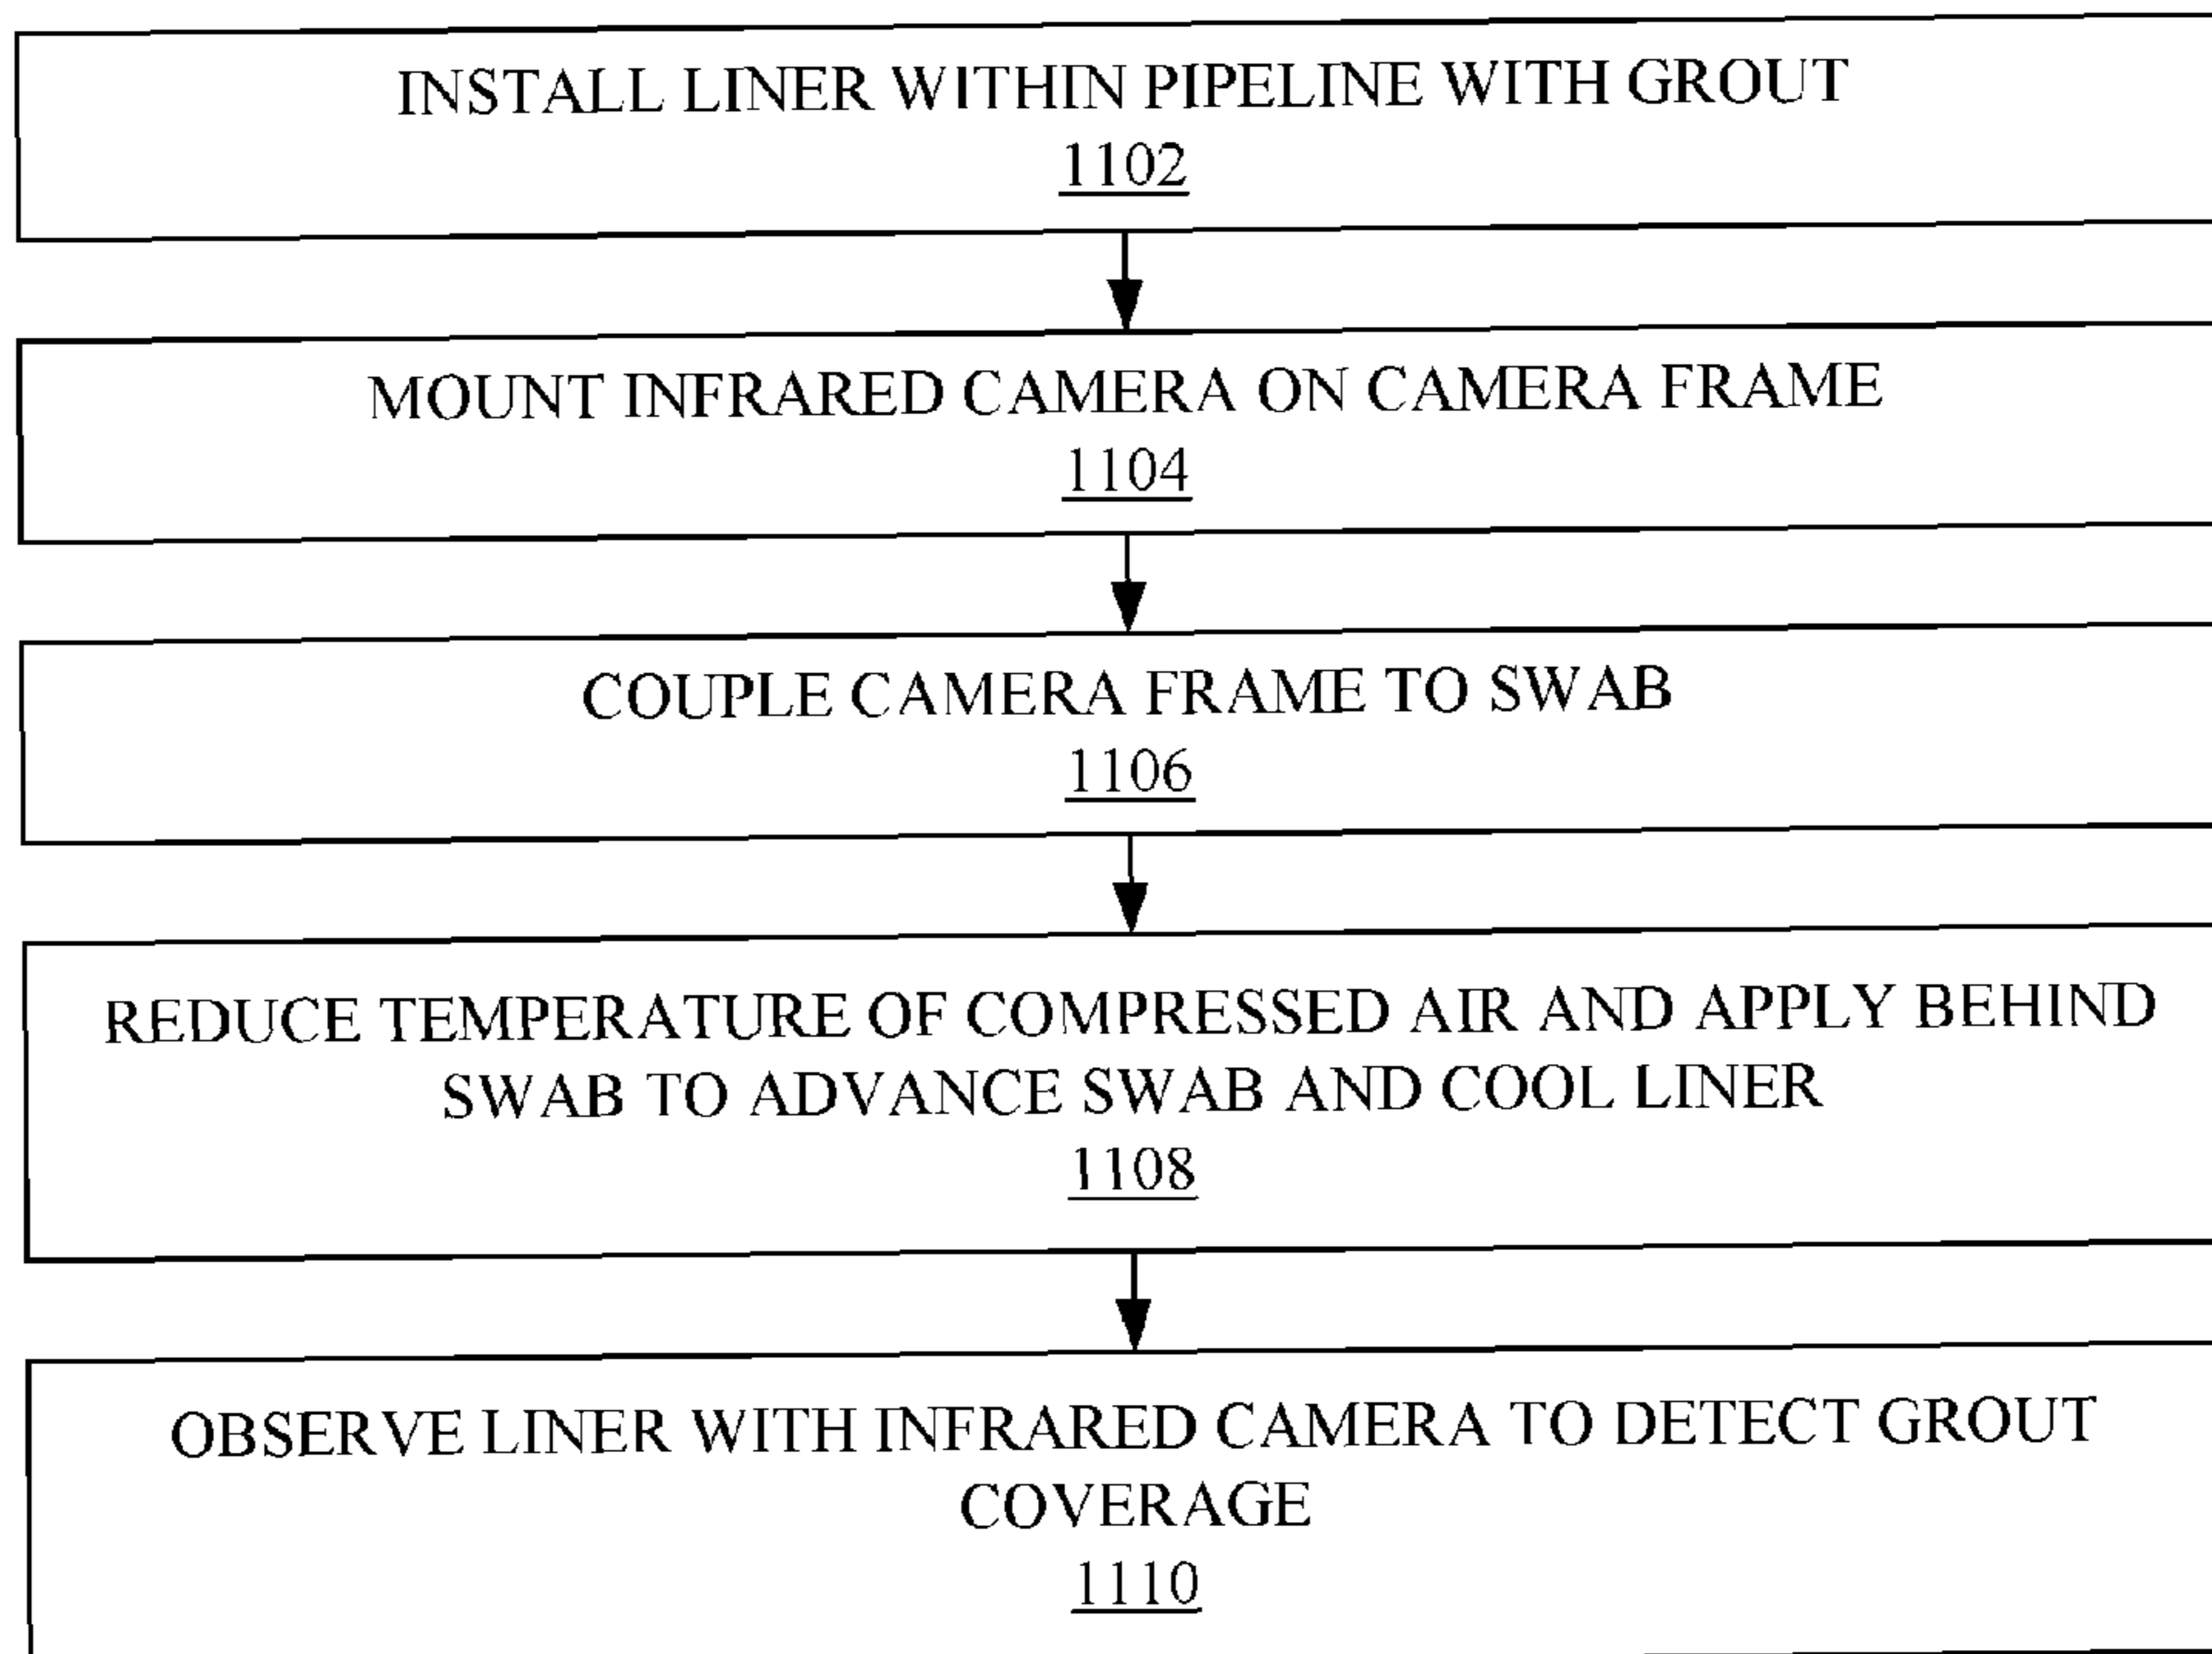 INSTALL LINER WITHIN PIPELINE WITH GROUT
1102
MOUNT INFRARED CAMERA ON CAMERA FRAME
1104
COUPLE CAMERA FRAME TO SWAB
1106
REDUCE TEMPERATURE OF COMPRESSED AIR AND APPLY BEHIND
SWAB TO ADVANCE SWAB AND COOL LINER
1108
OBSERVE LINER WITH INFRARED CAMERA TO DETECT GROUT
COVERAGE
1110